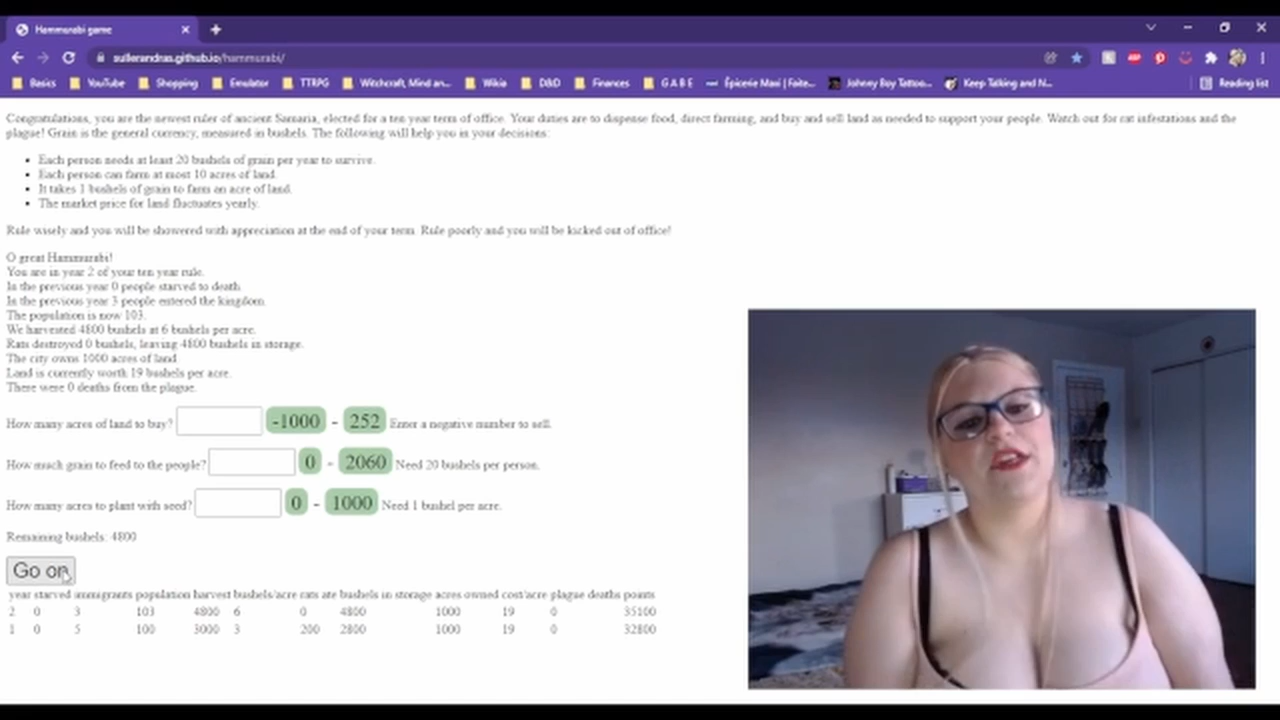 Hammurabi game
sullerandras.github.io/hammurabi/
Basics YouTube Shopping Emulator TTRPG Witchcraft, Mind an... Wikia D&D Finances G A B E Épicerie Maxi | Faite... Johnny Boy Tattoo... Keep Talking and N... Reading list
Congratulations, you are the newest ruler of ancient Samaria, elected for a ten year term of office. Your duties are to dispense food, direct farming, and buy and sell land as needed to support your people. Watch out for rat infestations and the
plague! Grain is the general currency, measured in bushels. The following will help you in your decisions:
• Each person needs at least 20 bushels of grain per year to survive.
• Each person can farm at most 10 acres of land.
• It takes 1 bushels of grain to farm an acre of land.
• The market price for land fluctuates yearly.
Rule wisely and you will be showered with appreciation at the end of your term. Rule poorly and you will be kicked out of office!
O great Hammurabi!
You are in year 2 of your ten year rule.
In the previous year 0 people starved to death.
In the previous year 3 people entered the kingdom.
The population is now 103.
We harvested 4800 bushels at 6 bushels per acre.
Rats destroyed 0 bushels, leaving 4800 bushels in storage.
The city owns 1000 acres of land.
Land is currently worth 19 bushels per acre.
There were 0 deaths from the plague.
How many acres of land to buy? -1000 - 252 Enter a negative number to sell.
How much grain to feed to the people? 0 - 2060 Need 20 bushels per person.
How many acres to plant with seed? 0 - 1000 Need 1 bushel per acre.
Remaining bushels: 4800
Go on
year starved immigrants population harvest bushels/acre rats ate bushels in storage acres owned cost/acre plague deaths points
2 0 3 103 4800 6 0 4800 1000 19 0 35100
1 0 5 100 3000 3 200 2800 1000 19 0 32800